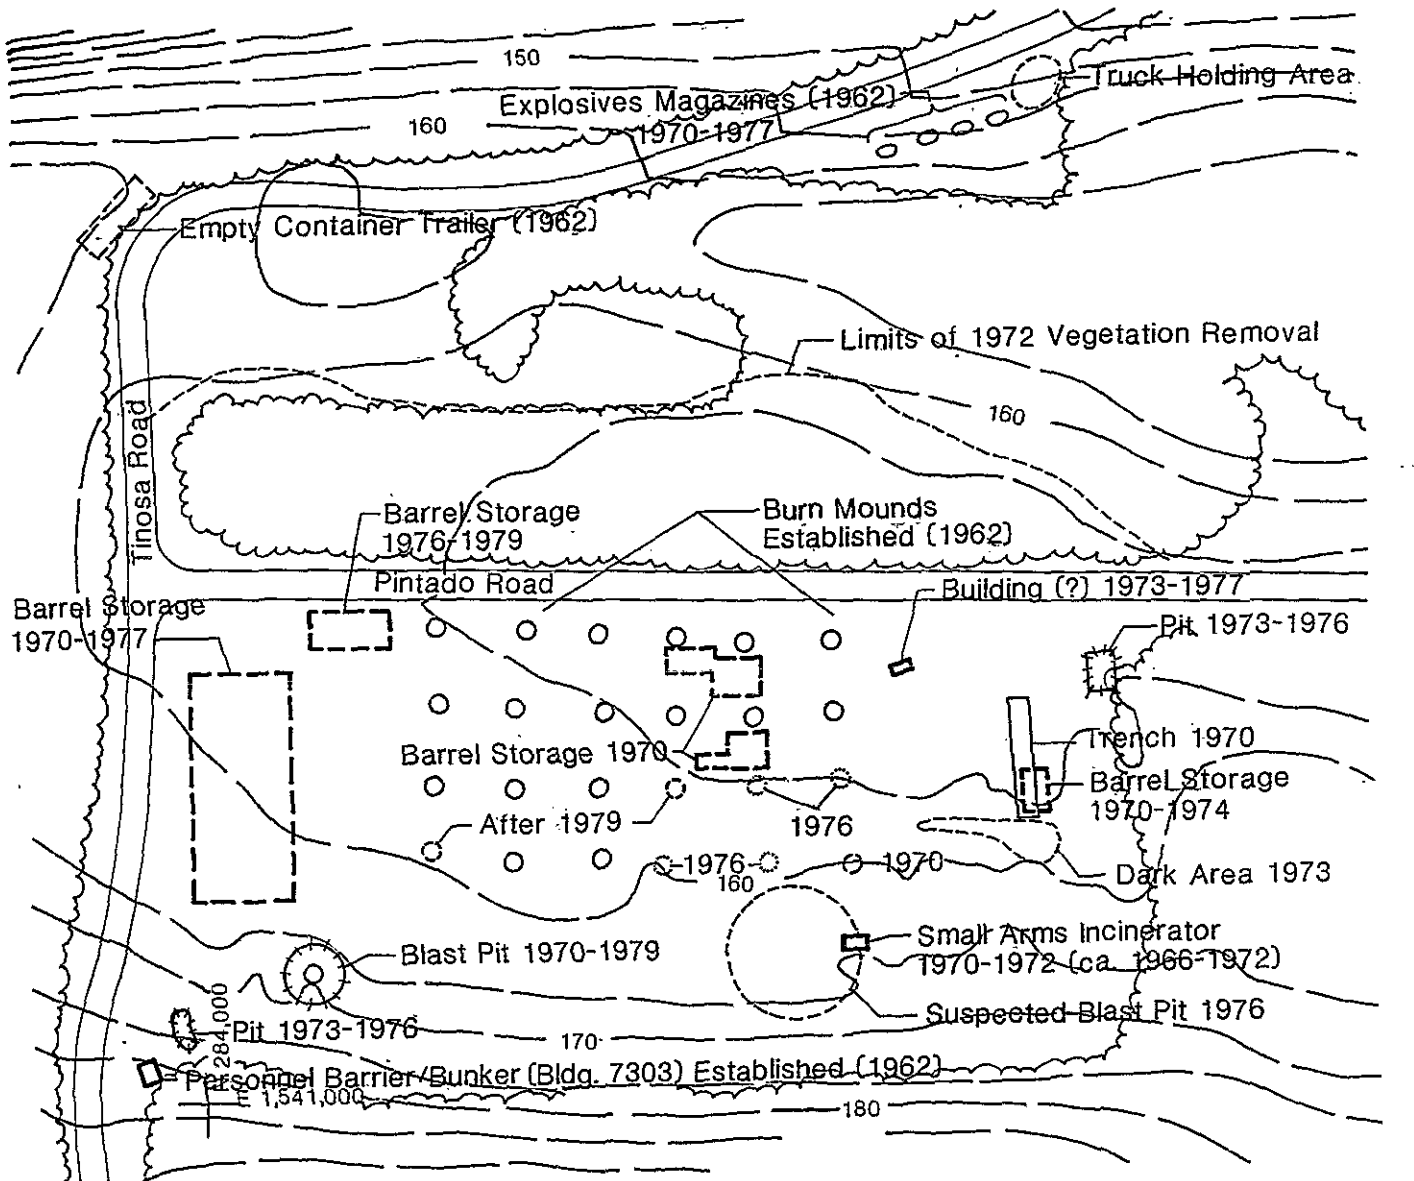 150
Truck Holding Area
Explosives Magazines (1962)
1970-1977
160
Empty Container Trailer (1962)
Limits of 1972 Vegetation Removal
160
Tinosa Road
Barrel Storage
1976-1979
Burn Mounds
Established (1962)
Pintado Road
Building (?) 1973-1977
Barrel Storage
1970-1977
Pit 1973-1976
Trench 1970
Barrel Storage 1970
Barrel Storage
1970-1974
After 1979
1976
1976
1970
160
Dark Area 1973
Small Arms Incinerator
1970-1972 (ca. 1966-1972)
Blast Pit 1970-1979
Suspected Blast Pit 1976
284,000
Pit 1973-1976
170
Personnel Barrier/Bunker (Bldg. 7303) Established (1962)
E 1,541,000
180